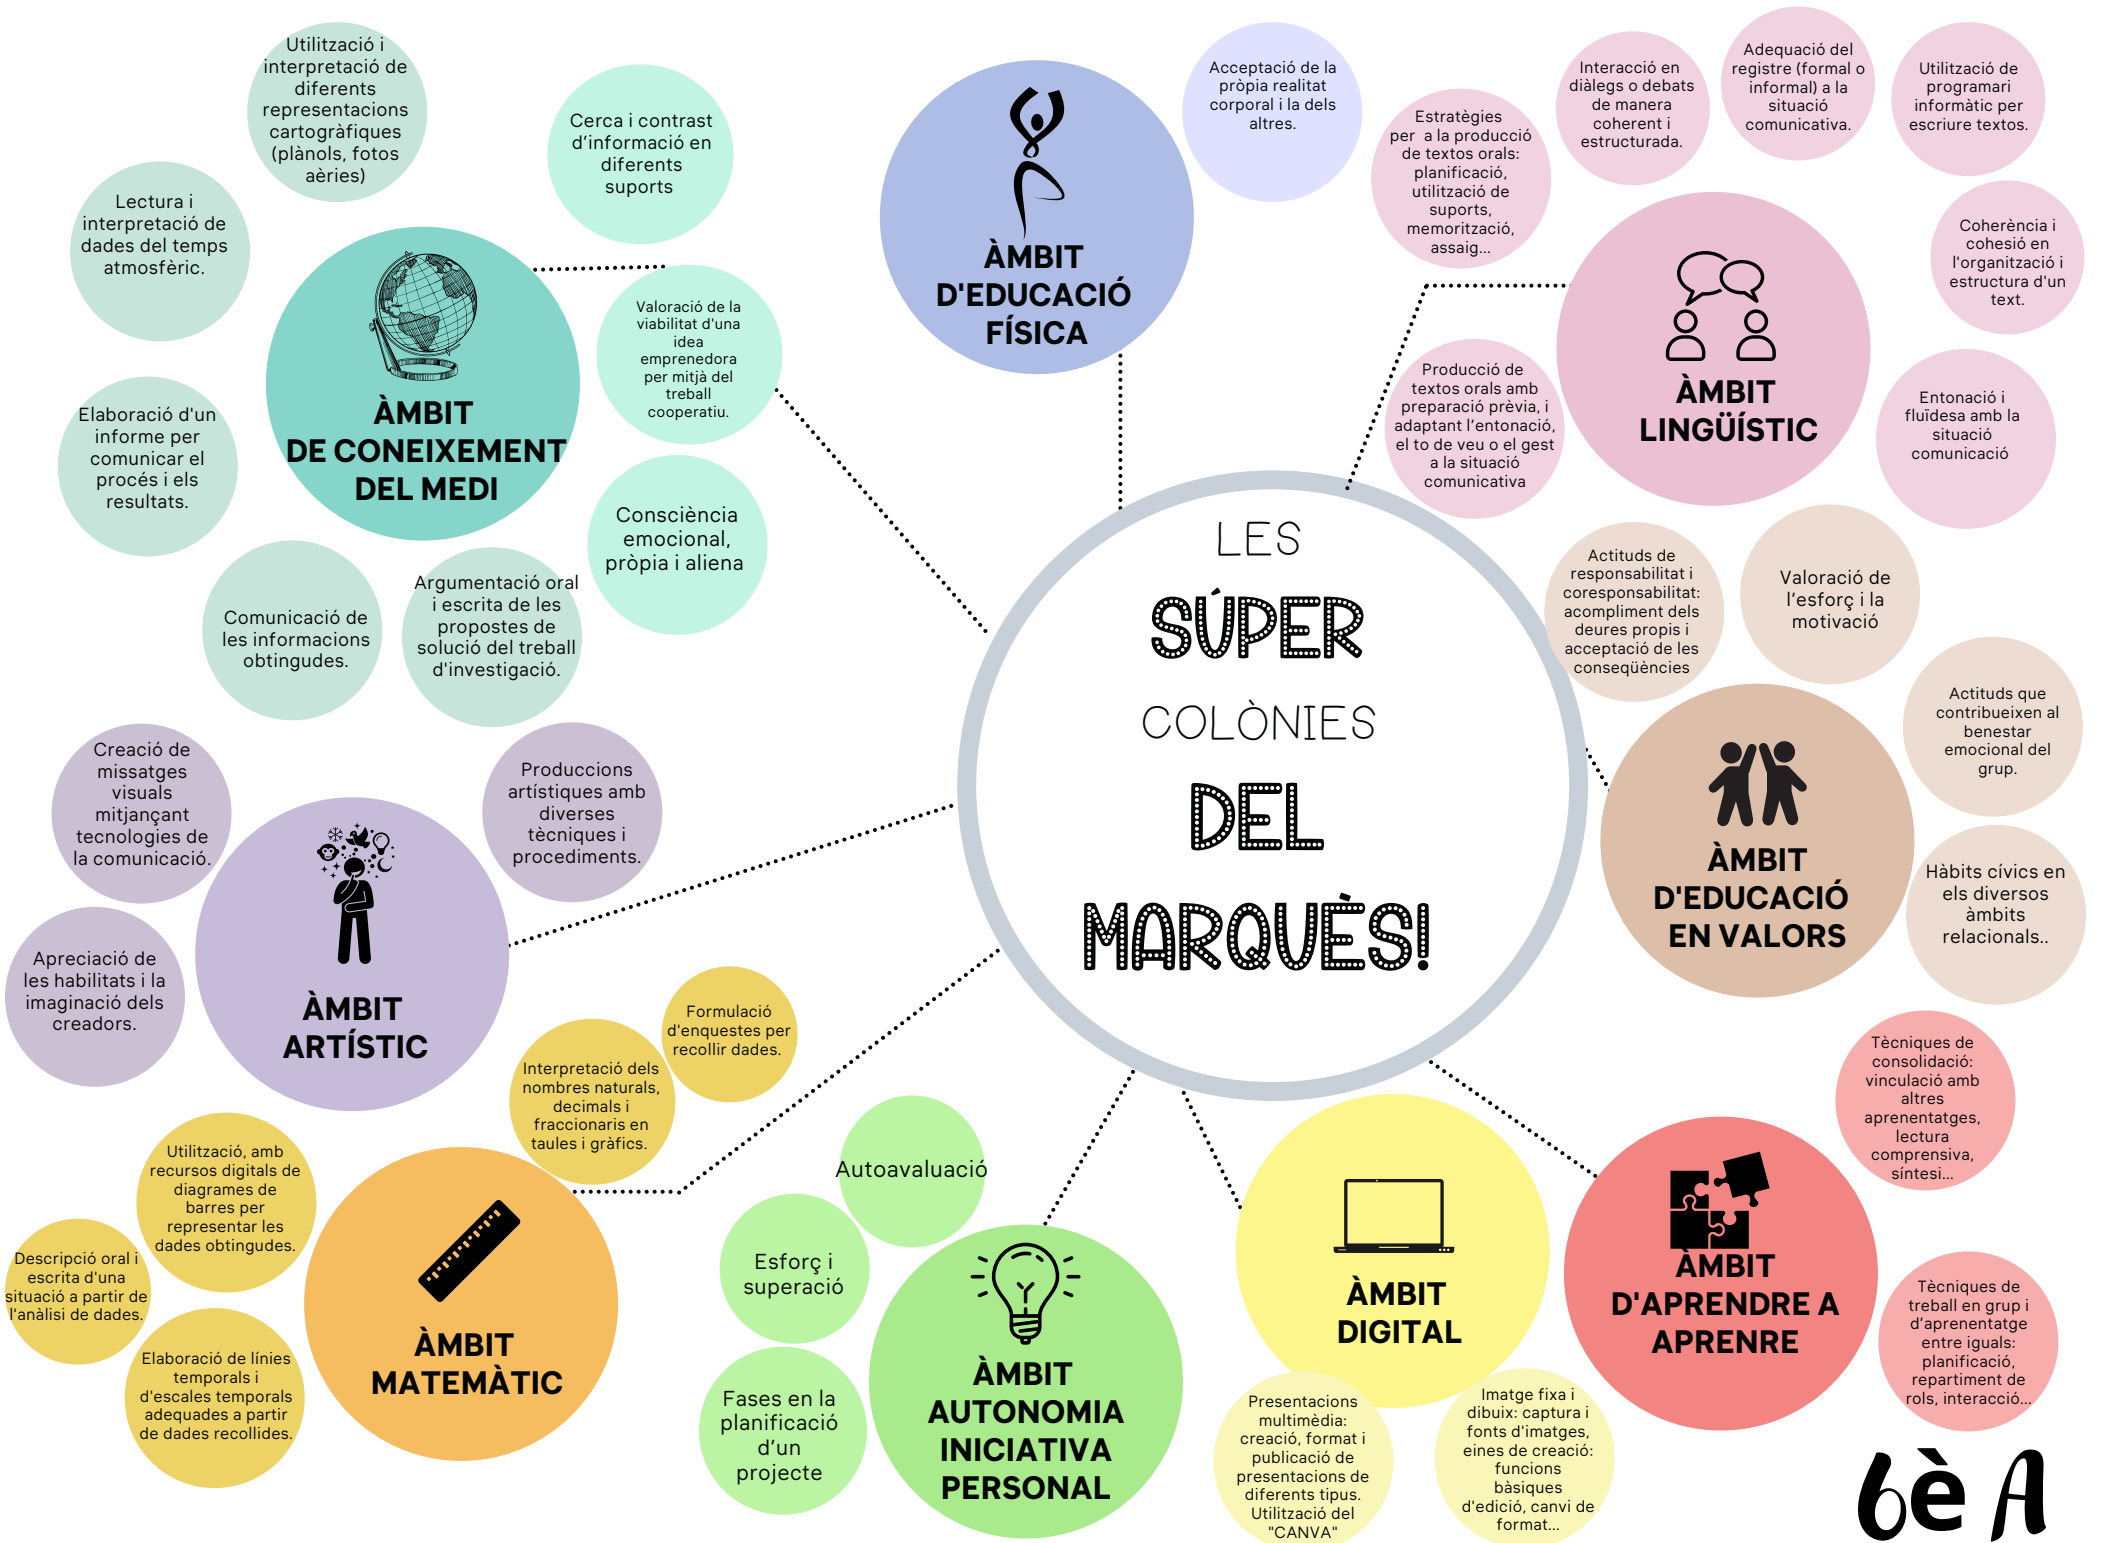 Utilització i
interpretació de
diferents
representacions
cartogràfiques
(plànols, fotos
aèries)
Cerca i contrast
d'informació en
diferents
suports
Lectura i
interpretació de
dades del temps
atmosfèric.
ÀMBIT
DE CONEIXEMENT
DEL MEDI
Valoració de la
viabilitat d'una
idea
emprenedora
per mitjà del
treball
cooperatiu.
Elaboració d'un
informe per
comunicar el
procés i els
resultats.
Consciència
emocional,
pròpia i aliena
Comunicació de
les informacions
obtingudes.
Argumentació oral
i escrita de les
propostes de
solució del treball
d'investigació.
ÀMBIT
D'EDUCACIÓ
FÍSICA
Acceptació de la
pròpia realitat
corporal i la dels
altres.
Estratègies
per  a la producció
de textos orals:
planificació,
utilització de
suports,
memorització,
assaig...
Interacció en
diàlegs o debats
de manera
coherent i
estructurada.
Adequació del
registre (formal o
informal) a la
situació
comunicativa.
Utilització de
programari
informàtic per
escriure textos.
Coherència i
cohesió en
l'organització i
estructura d'un
text.
Producció de
textos orals amb
preparació prèvia, i
adaptant l'entonació,
el to de veu o el gest
a la situació
comunicativa
ÀMBIT
LINGÜÍSTIC
Entonació i
fluïdesa amb la
situació
comunicació
LES
SÚPER
COLÒNIES
DEL
MARQUÈS!
Actituds de
responsabilitat i
coresponsabilitat:
acompliment dels
deures propis i
acceptació de les
conseqüències
Valoració de
l'esforç i la
motivació
Actituds que
contribueixen al
benestar
emocional del
grup.
ÀMBIT
D'EDUCACIÓ
EN VALORS
Hàbits cívics en
els diversos
àmbits
relacionals..
Creació de
missatges
visuals
mitjançant
tecnologies de
la comunicació.
Produccions
artístiques amb
diverses
tècniques i
procediments.
Apreciació de
les habilitats i la
imaginació dels
creadors.
ÀMBIT
ARTÍSTIC
Formulació
d'enquestes per
recollir dades.
Interpretació dels
nombres naturals,
decimals i
fraccionaris en
taules i gràfics.
Utilització, amb
recursos digitals de
diagrames de
barres per
representar les
dades obtingudes.
Descripció oral i
escrita d'una
situació a partir de
l'anàlisi de dades.
Elaboració de línies
temporals i
d'escales temporals
adequades a partir
de dades recollides.
ÀMBIT
MATEMÀTIC
Autoavaluació
Esforç i
superació
Fases en la
planificació
d'un
projecte
ÀMBIT
AUTONOMIA
INICIATIVA
PERSONAL
ÀMBIT
DIGITAL
Presentacions
multimèdia:
creació, format i
publicació de
presentacions de
diferents tipus.
Utilització del
"CANVA"
Imatge fixa i
dibuix: captura i
fonts d'imatges,
eines de creació:
funcions
bàsiques
d'edició, canvi de
format...
Tècniques de
consolidació:
vinculació amb
altres
aprenentatges,
lectura
comprensiva,
síntesi...
ÀMBIT
D'APRENDRE A
APRENRE
Tècniques de
treball en grup i
d'aprenentatge
entre iguals:
planificació,
repartiment de
rols, interacció...
6è A